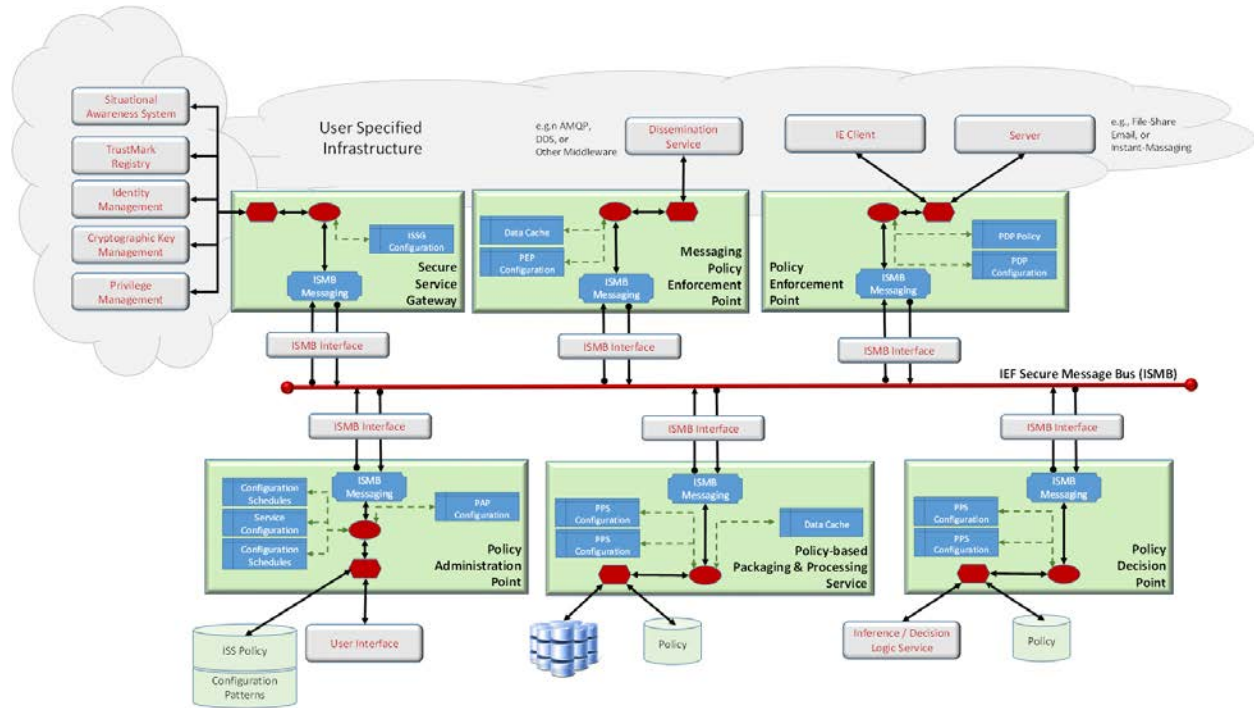 Situational
Awareness System
TrustMark
Registry
Identity
Management
Cryptographic Key
Management
Privilege
Management
User Specified
Infrastructure
e.g.n AMQP,
DDS, or
Other Middleware
Dissemination
Service
IE Client
Server
e.g., File-Share
Email, or
Instant-Massaging
ISSG
Configuration
ISMB
Messaging
Secure
Service
Gateway
Data Cache
PEP
Configuration
ISMB
Messaging
Messaging
Policy
Enforcement
Point
Policy
Enforcement
Point
PDP Policy
PDP
Configuration
ISMB
Messaging
ISMB Interface
ISMB Interface
ISMB Interface
IEF Secure Message Bus (ISMB)
ISMB Interface
ISMB Interface
ISMB Interface
Configuration
Schedules
Service
Configuration
Configuration
Schedules
ISMB
Messaging
PAP
Configuration
Policy
Administration
Point
PPS
Configuration
PPS
Configuration
ISMB
Messaging
Data Cache
Policy-based
Packaging & Processing
Service
PPS
Configuration
PPS
Configuration
ISMB
Messaging
Policy
Decision
Point
ISS Policy
Configuration
Patterns
User Interface
Policy
Inference / Decision
Logic Service
Policy